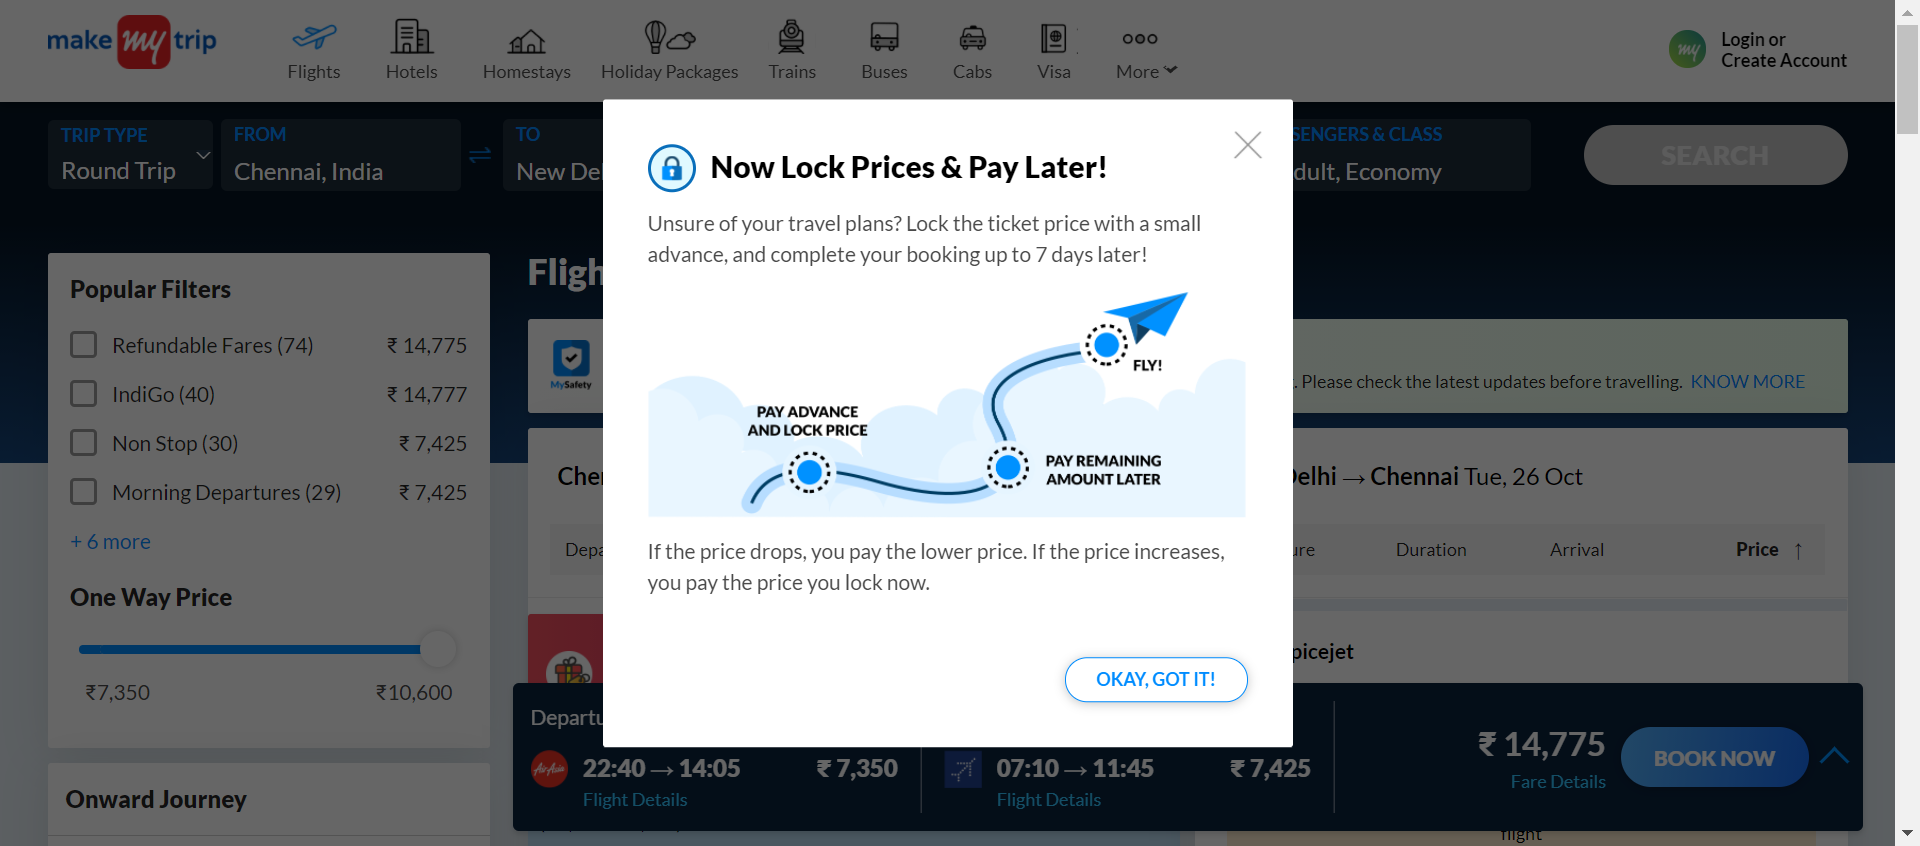 make my trip
Flights
Hotels
Homestays
Holiday Packages
Trains
Buses
Cabs
Visa
More
my
Login or
Create Account
TRIP TYPE
Round Trip
FROM
Chennai, India
TO
New Del
SENGERS & CLASS
dult, Economy
SEARCH
Now Lock Prices & Pay Later!
Unsure of your travel plans? Lock the ticket price with a small
advance, and complete your booking up to 7 days later!
FLY!
PAY ADVANCE
AND LOCK PRICE
PAY REMAINING
AMOUNT LATER
If the price drops, you pay the lower price. If the price increases,
you pay the price you lock now.
OKAY, GOT IT!
Popular Filters
Refundable Fares (74) ₹ 14,775
IndiGo (40) ₹ 14,777
Non Stop (30) ₹ 7,425
Morning Departures (29) ₹ 7,425
+ 6 more
One Way Price
₹7,350 ₹10,600
Onward Journey
Fligh
MySafety
. Please check the latest updates before travelling. KNOW MORE
Che
Delhi → Chennai Tue, 26 Oct
Depa
ure Duration Arrival Price ↑
picejet
Departu
AirAsia
22:40 → 14:05 ₹ 7,350
Flight Details
07:10 → 11:45 ₹ 7,425
Flight Details
₹ 14,775
Fare Details
BOOK NOW
flight